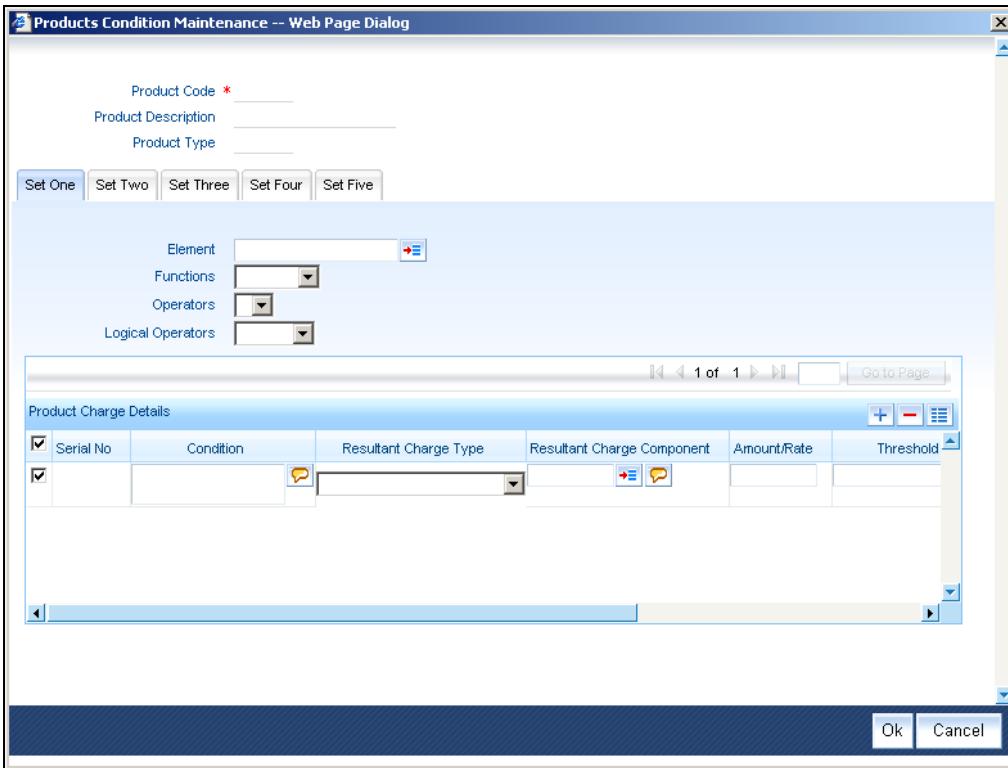 Products Condition Maintenance -- Web Page Dialog
Product Code *
Product Description
Product Type
Set One Set Two Set Three Set Four Set Five
Element
Functions
Operators
Logical Operators
1 of 1 Go to Page
Product Charge Details
Serial No Condition Resultant Charge Type Resultant Charge Component Amount/Rate Threshold
Ok Cancel